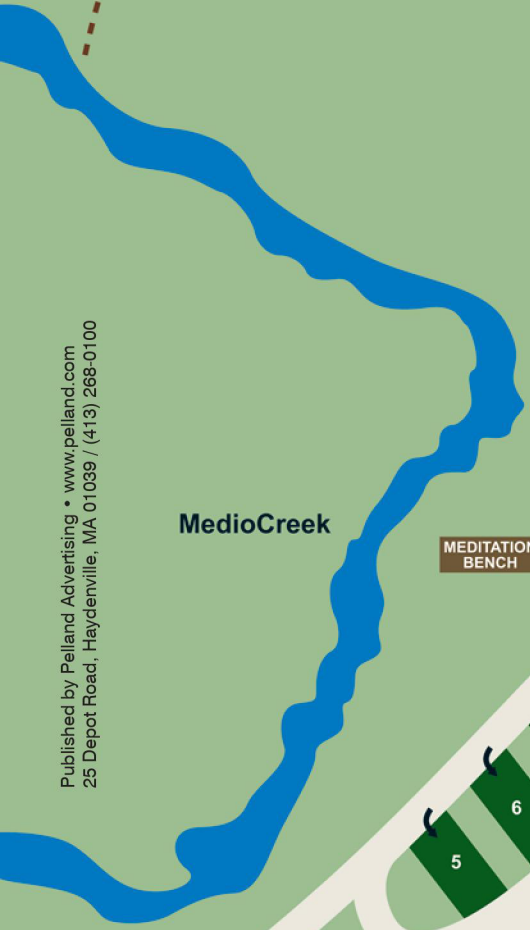 Published by Pelland Advertising • www.pelland.com
25 Depot Road, Haydenville, MA 01039 / (413) 268-0100
MedioCreek
MEDITATION
BENCH
6
5